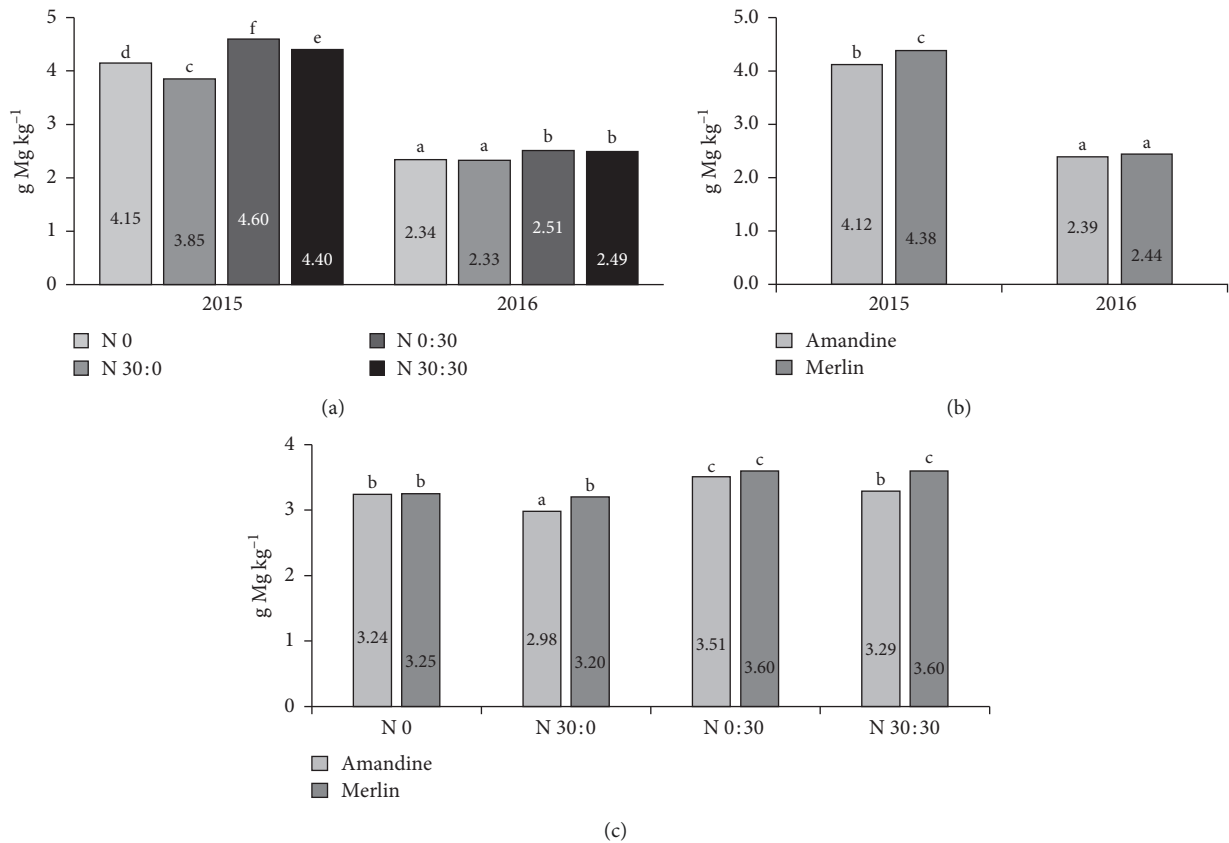 5
4
3
2
1
0
g Mg kg⁻¹
d
c
f
e
a
a
b
b
4.15
3.85
4.60
4.40
2.34
2.33
2.51
2.49
2015
2016
N 0
N 0:30
N 30:0
N 30:30
(a)
5.0
4.0
3.0
2.0
1.0
0.0
g Mg kg⁻¹
b
c
a
a
4.12
4.38
2.39
2.44
2015
2016
Amandine
Merlin
(b)
4
3
2
1
0
g Mg kg⁻¹
b
b
a
b
c
c
b
c
3.24
3.25
2.98
3.20
3.51
3.60
3.29
3.60
N 0
N 30:0
N 0:30
N 30:30
Amandine
Merlin
(c)